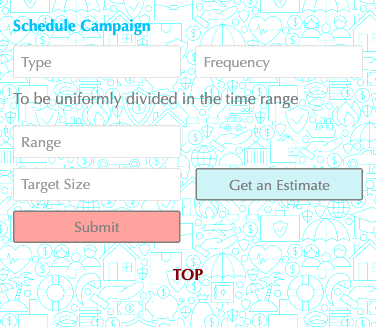 Schedule Campaign
Type
Frequency
To be uniformly divided in the time range
Range
Target Size
Get an Estimate
Submit
TOP